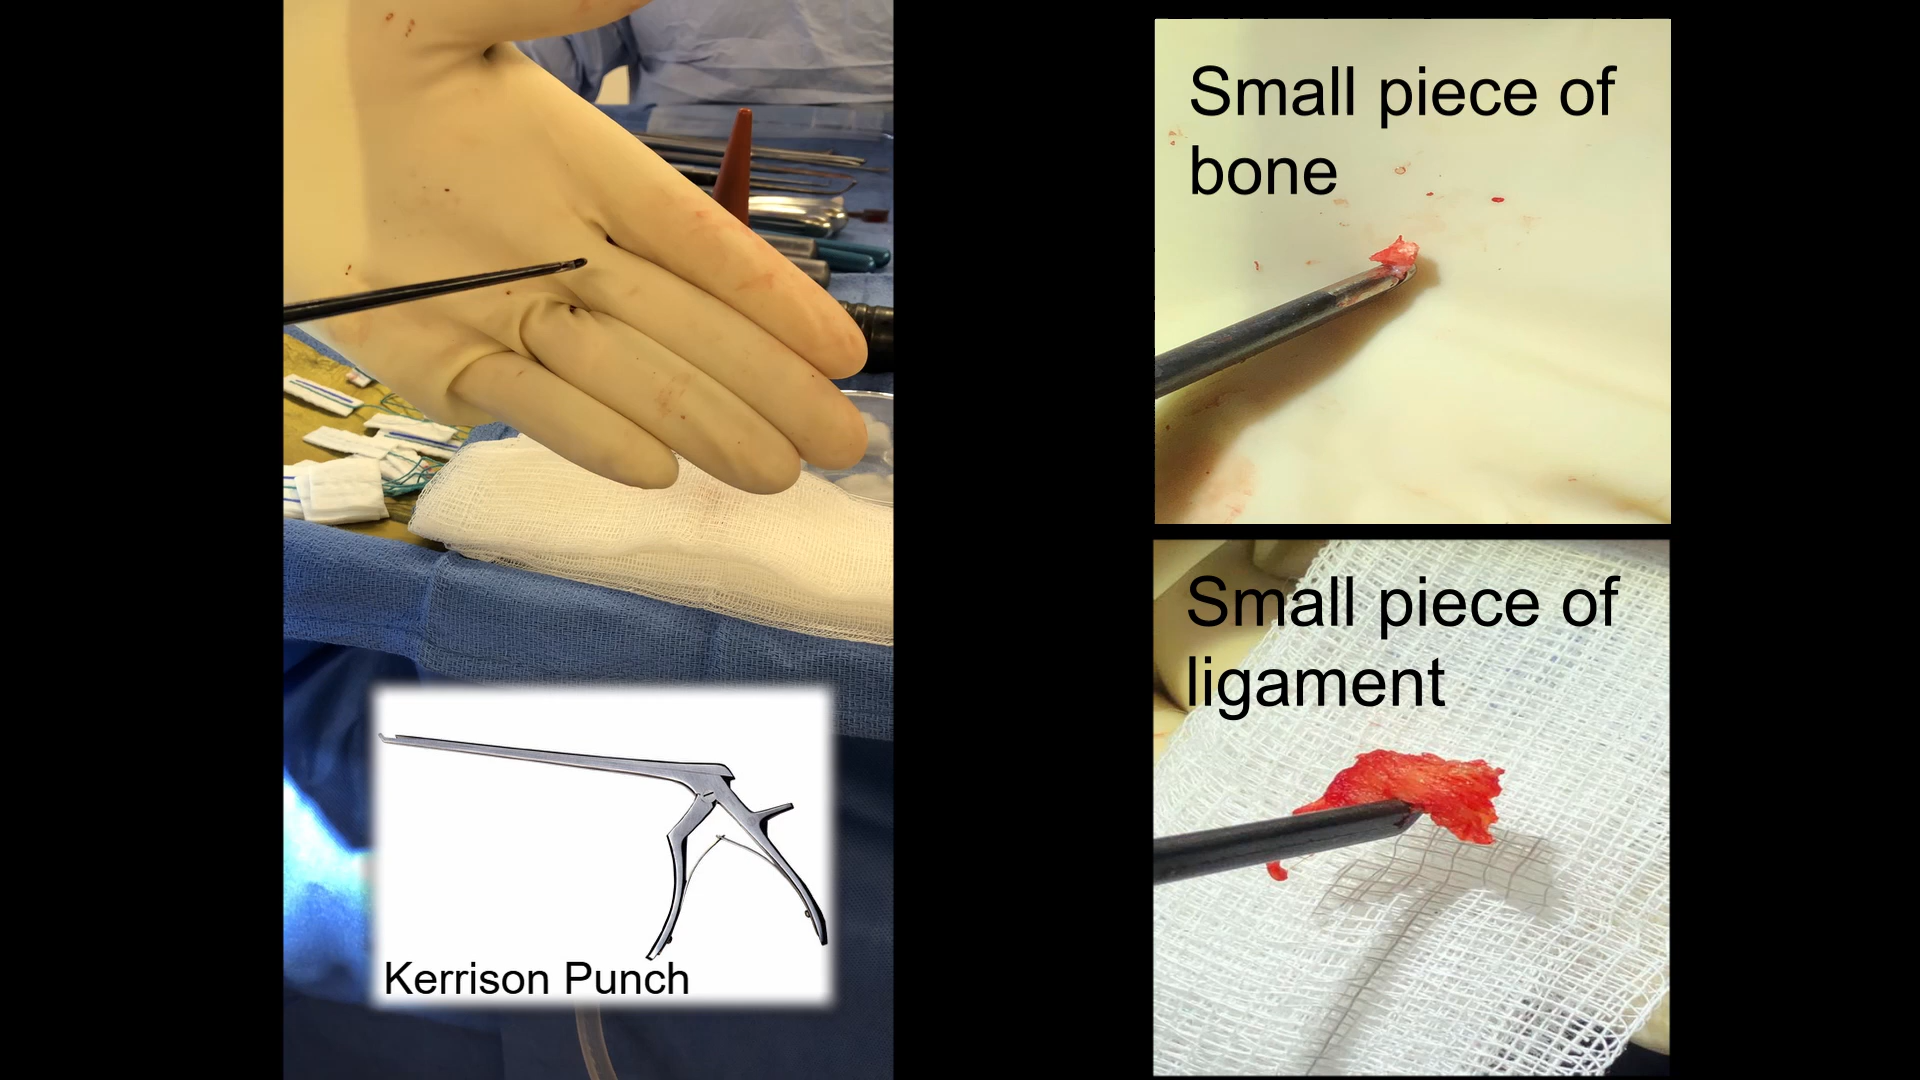 Small piece of
bone
Small piece of
ligament
Kerrison Punch